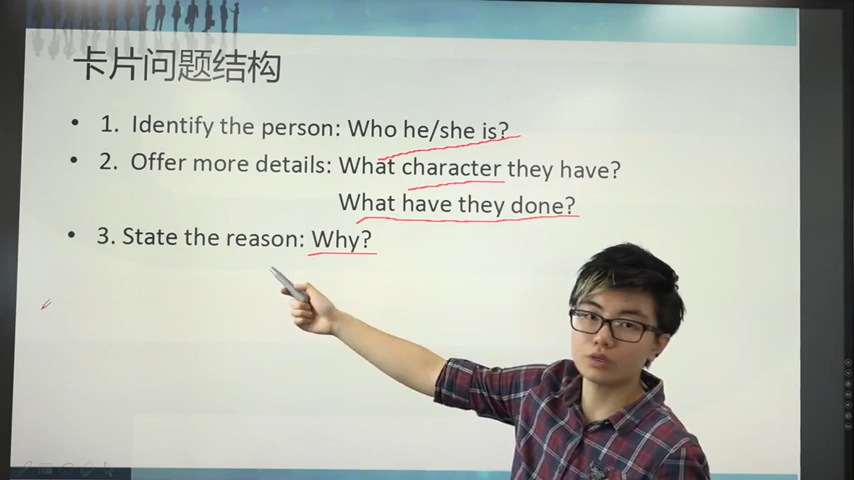 卡片问题结构
• 1. Identify the person: Who he/she is?
• 2. Offer more details: What character they have?
What have they done?
• 3. State the reason: Why?